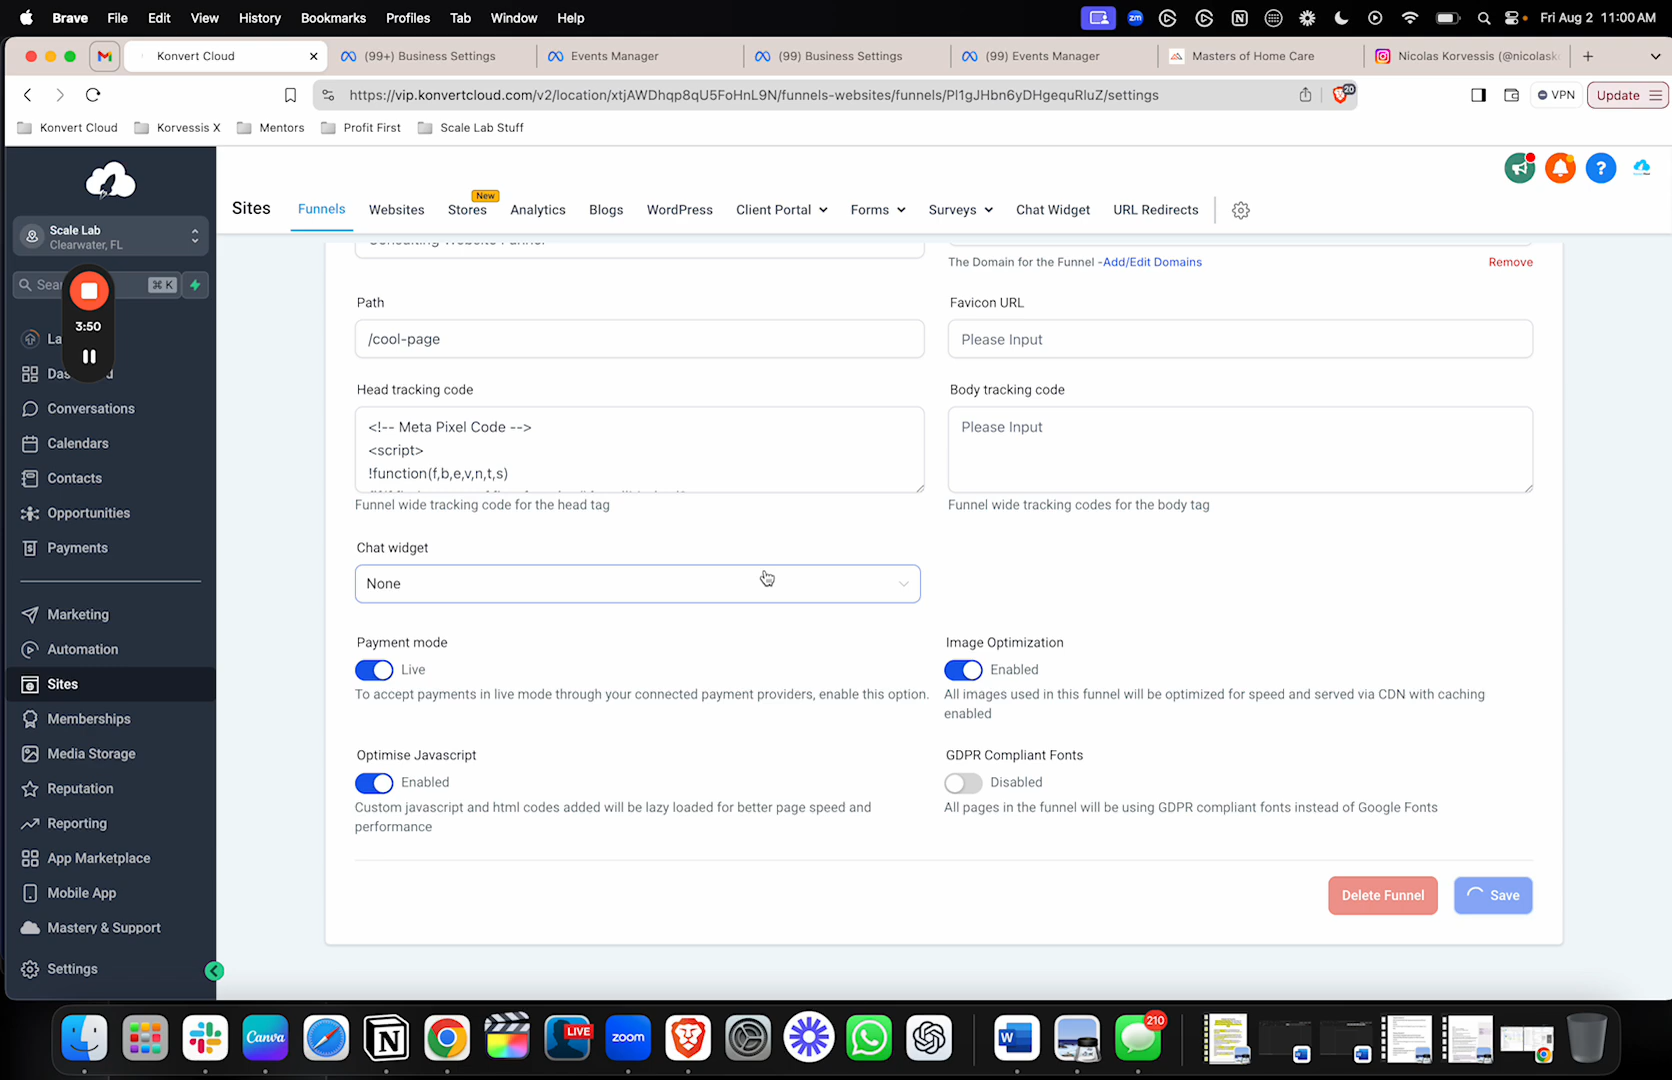 Brave File Edit View History Bookmarks Profiles Tab Window Help
zm
Fri Aug 2 11:00 AM
Konvert Cloud
(99+) Business Settings
Events Manager
(99) Business Settings
(99) Events Manager
Masters of Home Care
Nicolas Korvessis (@nicolask
https://vip.konvertcloud.com/v2/location/xtjAWDhqp8qU5FoHnL9N/funnels-websites/funnels/Pl1gJHbn6yDHgequRluZ/settings
20
VPN
Update
Konvert Cloud
Korvessis X
Mentors
Profit First
Scale Lab Stuff
Scale Lab
Clearwater, FL
Sea
⌘ K
3:50
La
Das
d
Conversations
Calendars
Contacts
Opportunities
Payments
Marketing
Automation
Sites
Memberships
Media Storage
Reputation
Reporting
App Marketplace
Mobile App
Mastery & Support
Settings
Sites
Funnels
Websites
New
Stores
Analytics
Blogs
WordPress
Client Portal
Forms
Surveys
Chat Widget
URL Redirects
?
Consulting Website Funnel
The Domain for the Funnel -Add/Edit Domains
Remove
Path
/cool-page
Favicon URL
Please Input
Head tracking code
<!-- Meta Pixel Code -->
<script>
!function(f,b,e,v,n,t,s)
Funnel wide tracking code for the head tag
Body tracking code
Please Input
Funnel wide tracking codes for the body tag
Chat widget
None
Payment mode
Live
To accept payments in live mode through your connected payment providers, enable this option.
Image Optimization
Enabled
All images used in this funnel will be optimized for speed and served via CDN with caching
enabled
Optimise Javascript
Enabled
Custom javascript and html codes added will be lazy loaded for better page speed and
performance
GDPR Compliant Fonts
Disabled
All pages in the funnel will be using GDPR compliant fonts instead of Google Fonts
Delete Funnel
Save
Canva
LIVE
zoom
W
210